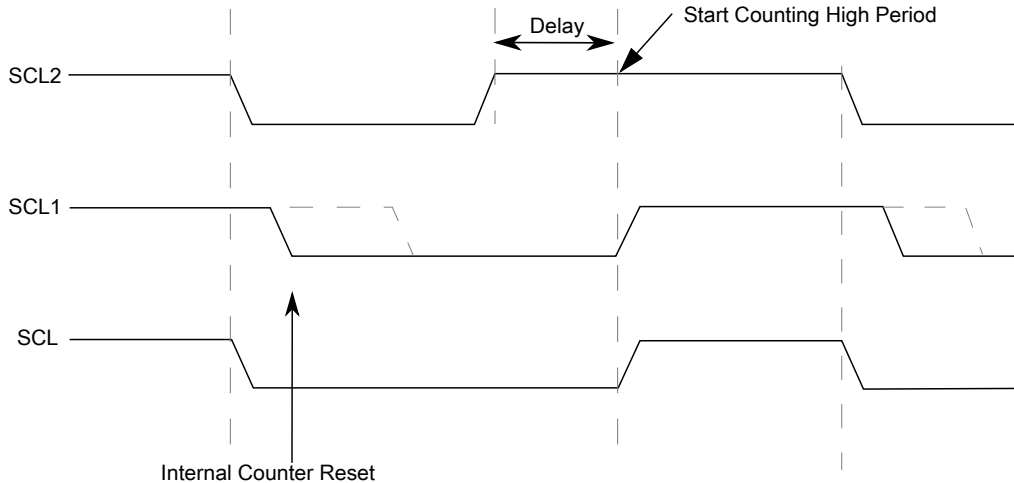 Start Counting High Period
Delay
SCL2
SCL1
SCL
Internal Counter Reset